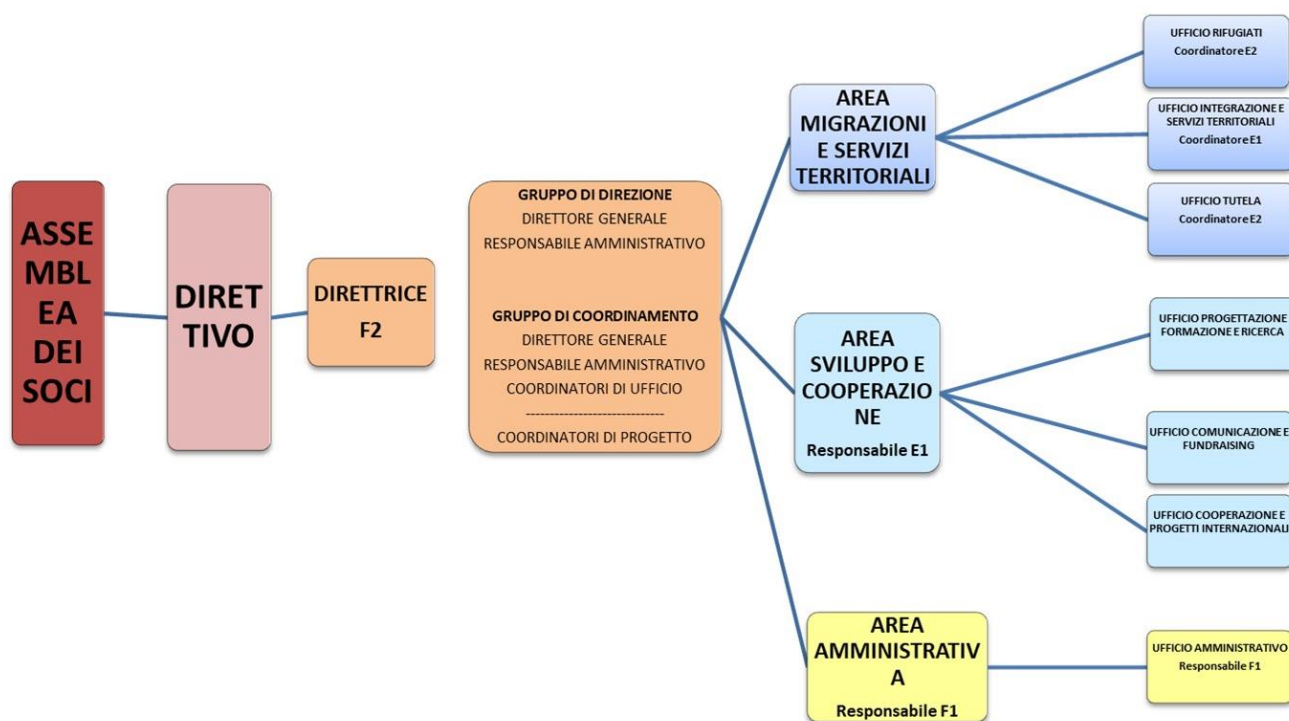 ASSE
MBL
EA
DEI
SOCI
DIRET
TIVO
DIRETTRICE
F2
GRUPPO DI DIREZIONE
DIRETTORE GENERALE
RESPONSABILE AMMINISTRATIVO
GRUPPO DI COORDINAMENTO
DIRETTORE GENERALE
RESPONSABILE AMMINISTRATIVO
COORDINATORI DI UFFICIO
-----------------------------
COORDINATORI DI PROGETTO
AREA
MIGRAZIONI
E SERVIZI
TERRITORIALI
UFFICIO RIFUGIATI
Coordinatore E2
UFFICIO INTEGRAZIONE E
SERVIZI TERRITORIALI
Coordinatore E1
UFFICIO TUTELA
Coordinatore E2
AREA
SVILUPPO E
COOPERAZIO
NE
Responsabile E1
UFFICIO PROGETTAZIONE
FORMAZIONE E RICERCA
UFFICIO COMUNICAZIONE E
FUNDRAISING
UFFICIO COOPERAZIONE E
PROGETTI INTERNAZIONALI
AREA
AMMINISTRATIV
A
Responsabile F1
UFFICIO AMMINISTRATIVO
Responsabile F1